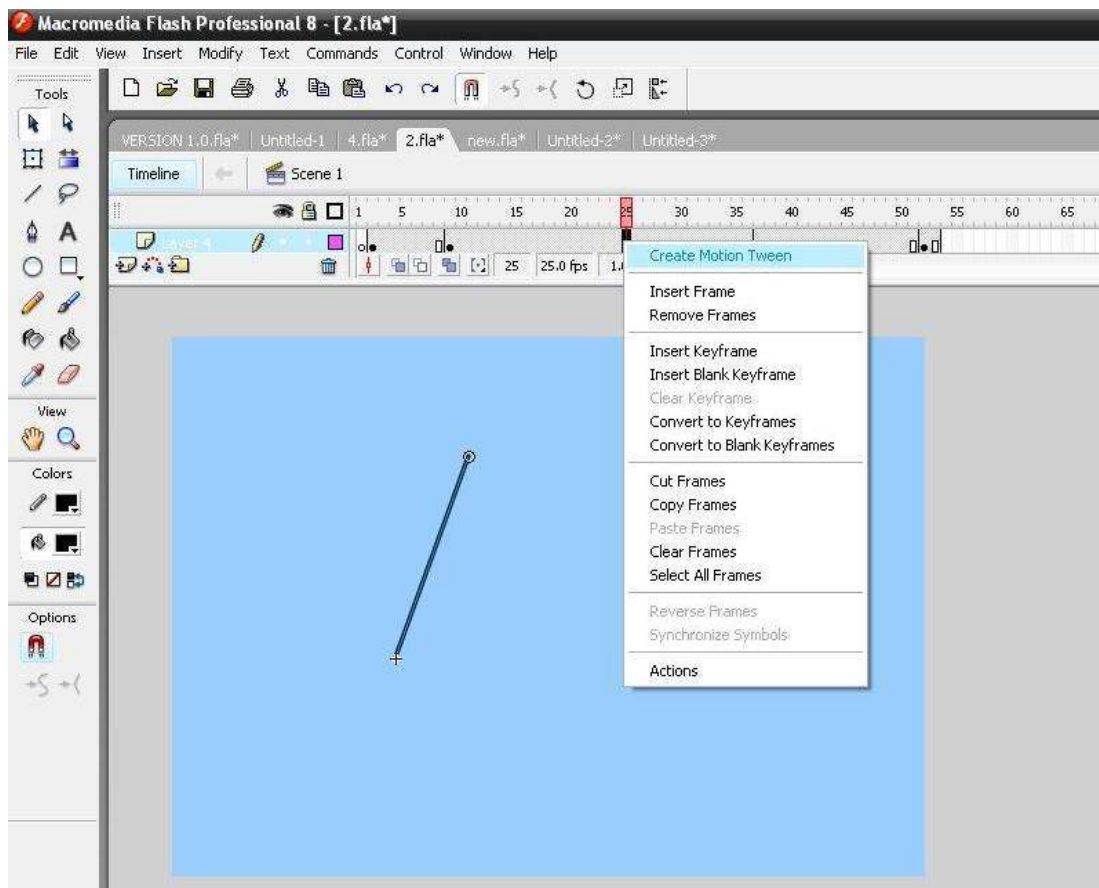 Macromedia Flash Professional 8 - [2.fla*]
File Edit View Insert Modify Text Commands Control Window Help
Tools
VERSION 1.0.fla* Untitled-1 4.fla* 2.fla* new.fla* Untitled-2* Untitled-3*
Timeline Scene 1
1 5 10 15 20 25 30 35 40 45 50 55 60 65
Layer 4
25 25.0 fps
Create Motion Tween
Insert Frame
Remove Frames
Insert Keyframe
Insert Blank Keyframe
Clear Keyframe
Convert to Keyframes
Convert to Blank Keyframes
Cut Frames
Copy Frames
Paste Frames
Clear Frames
Select All Frames
Reverse Frames
Synchronize Symbols
Actions
View
Colors
Options